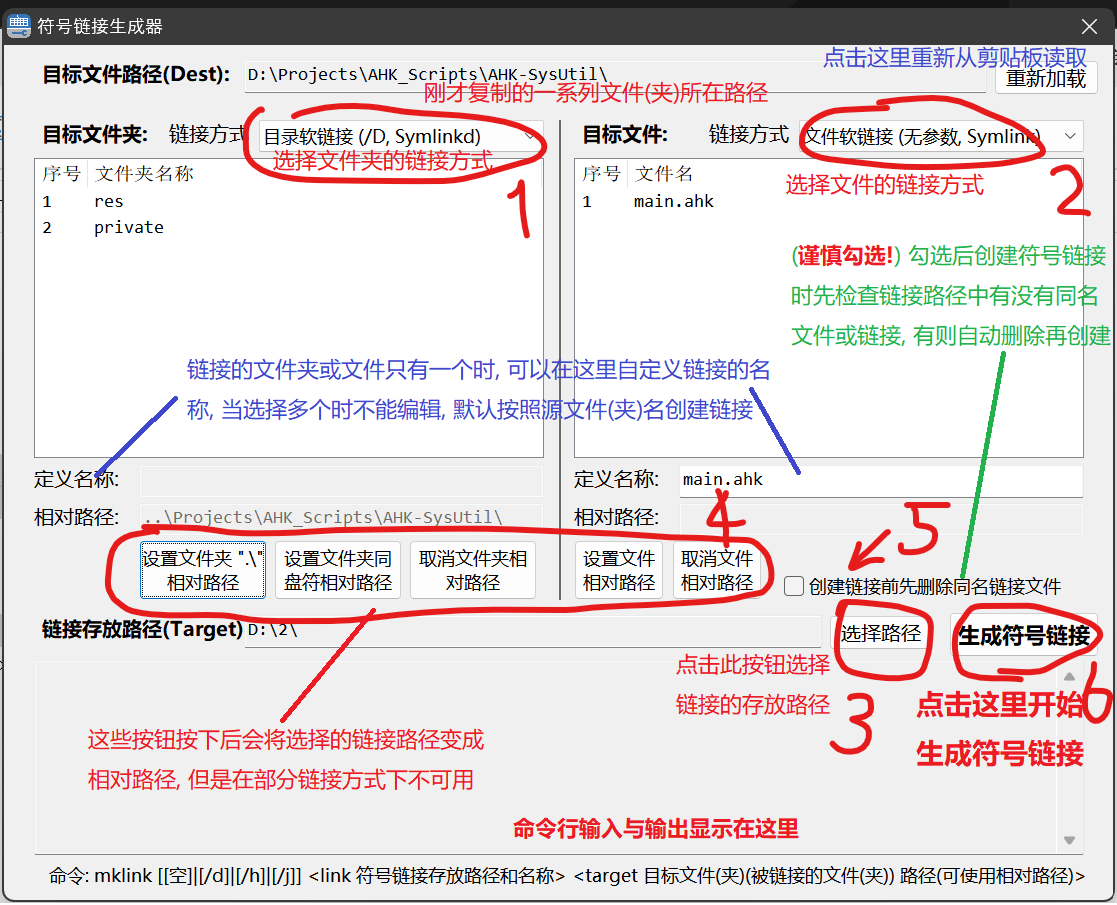 符号链接生成器
点击这里重新从剪贴板读取
目标文件路径(Dest): D:\Projects\AHK_Scripts\AHK-SysUtil\ 重新加载
刚才复制的一系列文件(夹)所在路径
目标文件夹: 链接方式 目录软链接 (/D, Symlinkd)
选择文件夹的链接方式
1
序号 文件夹名称
1 res
2 private
目标文件: 链接方式 文件软链接 (无参数, Symlink)
选择文件的链接方式
2
序号 文件名
1 main.ahk
(谨慎勾选!) 勾选后创建符号链接
时先检查链接路径中有没有同名
文件或链接, 有则自动删除再创建
链接的文件夹或文件只有一个时, 可以在这里自定义链接的名
称, 当选择多个时不能编辑, 默认按照源文件(夹)名创建链接
定义名称:
相对路径: ..\Projects\AHK_Scripts\AHK-SysUtil\
设置文件夹 ".\"
相对路径
设置文件夹同
盘符相对路径
取消文件夹相
对路径
定义名称: main.ahk
相对路径:
4
设置文件
相对路径
取消文件
相对路径
5
创建链接前先删除同名链接文件
链接存放路径(Target) D:\2\ 选择路径 生成符号链接
点击此按钮选择
链接的存放路径
3
6
点击这里开始
生成符号链接
这些按钮按下后会将选择的链接路径变成
相对路径, 但是在部分链接方式下不可用
命令行输入与输出显示在这里
命令: mklink [[空]|[/d]|[/h]|[/j]] <link 符号链接存放路径和名称> <target 目标文件(夹)(被链接的文件(夹)) 路径(可使用相对路径)>